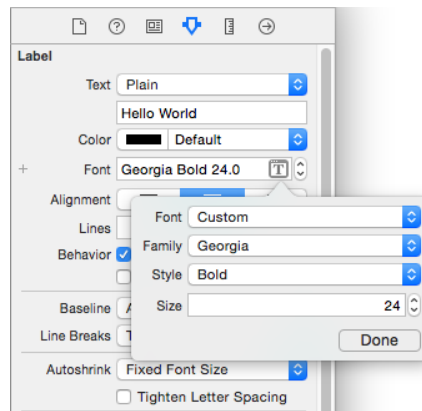 Label
Text Plain
Hello World
Color Default
+ Font Georgia Bold 24.0 T
Alignment
Font Custom
Lines
Family Georgia
Behavior
Style Bold
Size 24
Baseline
Line Breaks
Done
Autoshrink Fixed Font Size
Tighten Letter Spacing